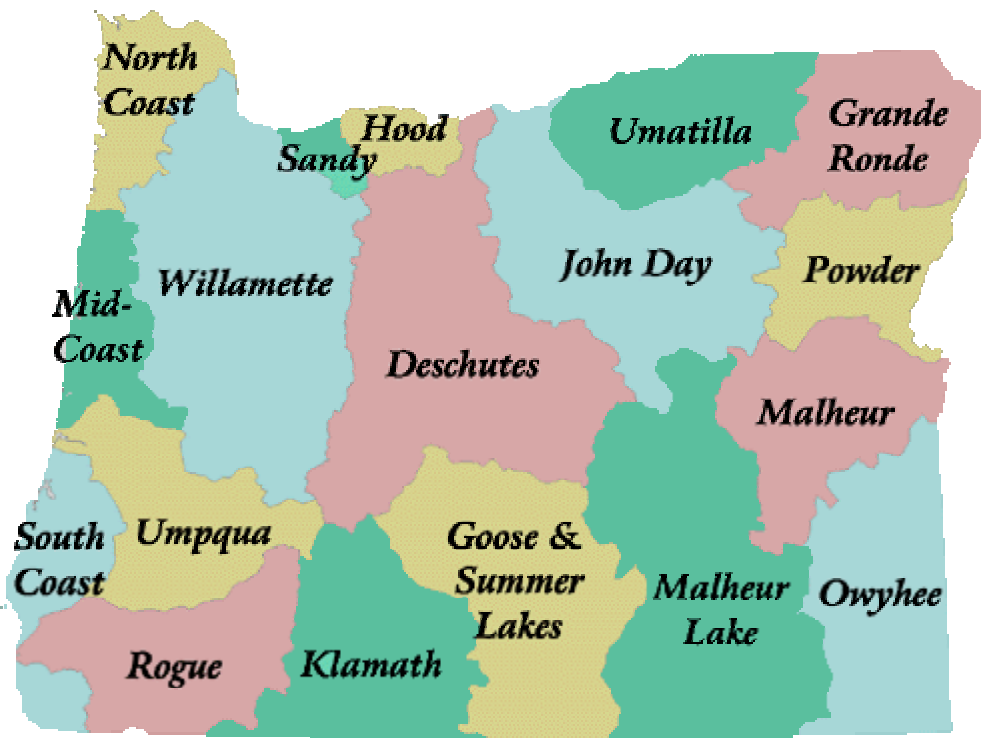 North
Coast
Hood
Sandy
Umatilla
Grande
Ronde
Willamette
John Day
Powder
Mid-
Coast
Deschutes
Malheur
South
Coast
Umpqua
Goose &
Summer
Lakes
Malheur
Lake
Owyhee
Rogue
Klamath